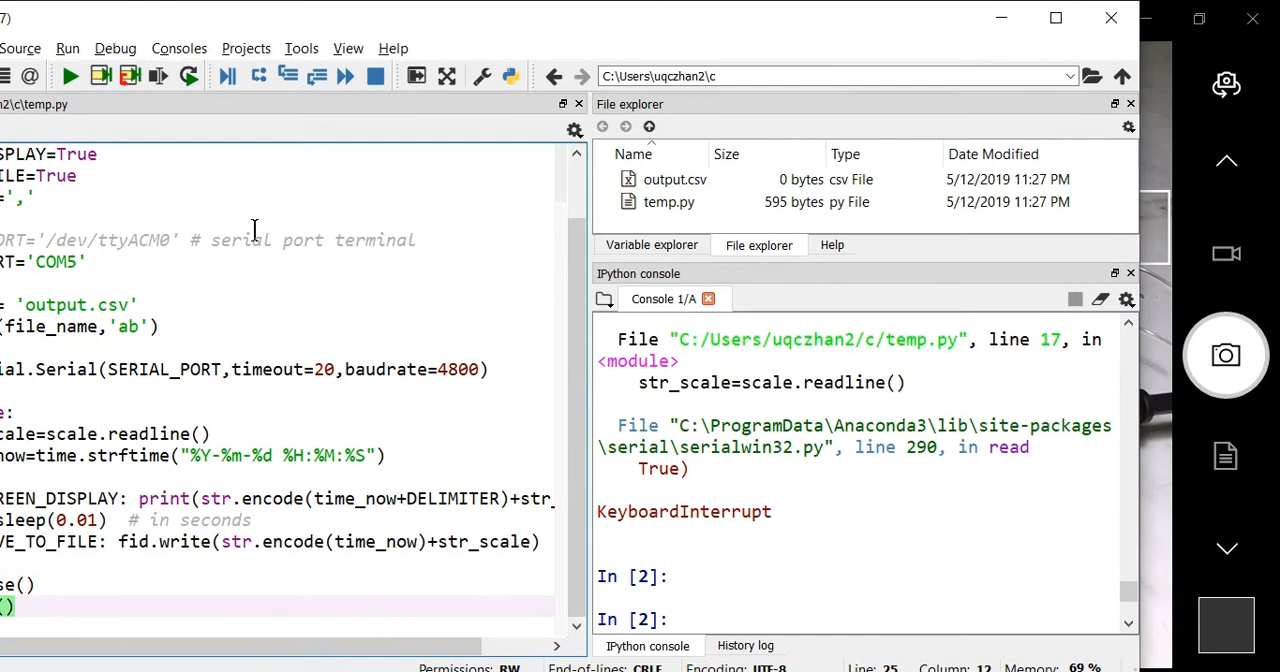 7)
Source Run Debug Consoles Projects Tools View Help
C:\Users\uqczhan2\c
n2\c\temp.py
File explorer
SPLAY=True
ILE=True
=','
ORT='/dev/ttyACM0' # serial port terminal
RT='COM5'
= 'output.csv'
(file_name,'ab')
ial.Serial(SERIAL_PORT,timeout=20,baudrate=4800)
e:
cale=scale.readline()
now=time.strftime("%Y-%m-%d %H:%M:%S")
REEN_DISPLAY: print(str.encode(time_now+DELIMITER)+str_
sleep(0.01) # in seconds
VE_TO_FILE: fid.write(str.encode(time_now)+str_scale)
se()
()
Name Size Type Date Modified
output.csv 0 bytes csv File 5/12/2019 11:27 PM
temp.py 595 bytes py File 5/12/2019 11:27 PM
Variable explorer File explorer Help
IPython console
Console 1/A
File "C:/Users/uqczhan2/c/temp.py", line 17, in
<module>
str_scale=scale.readline()
File "C:\ProgramData\Anaconda3\lib\site-packages
\serial\serialwin32.py", line 290, in read
True)
KeyboardInterrupt
In [2]:
In [2]:
IPython console History log
Permissions: RW End-of-lines: CRLF Encoding: UTF-8 Line: 25 Column: 12 Memory: 69 %